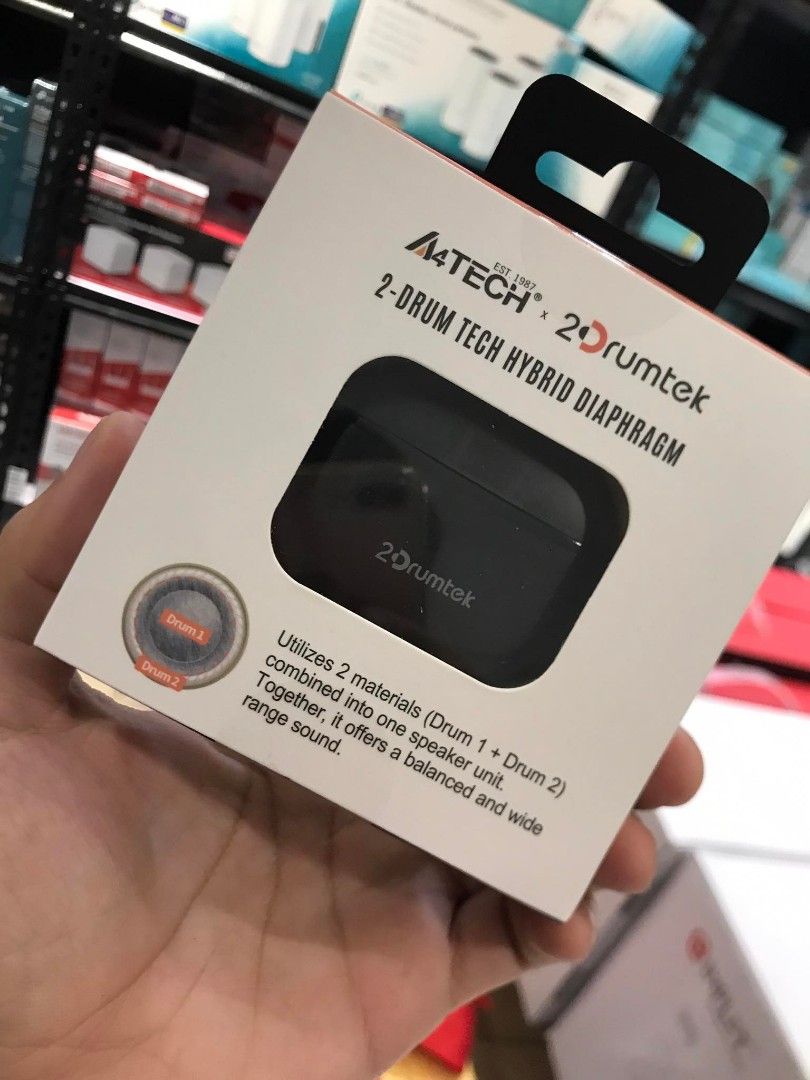 A4TECH® x 2Drumtek
EST. 1987
2-DRUM TECH HYBRID DIAPHRAGM
2Drumtek
Drum 1
Drum 2
Utilizes 2 materials (Drum 1 + Drum 2)
combined into one speaker unit.
Together, it offers a balanced and wide
range sound.